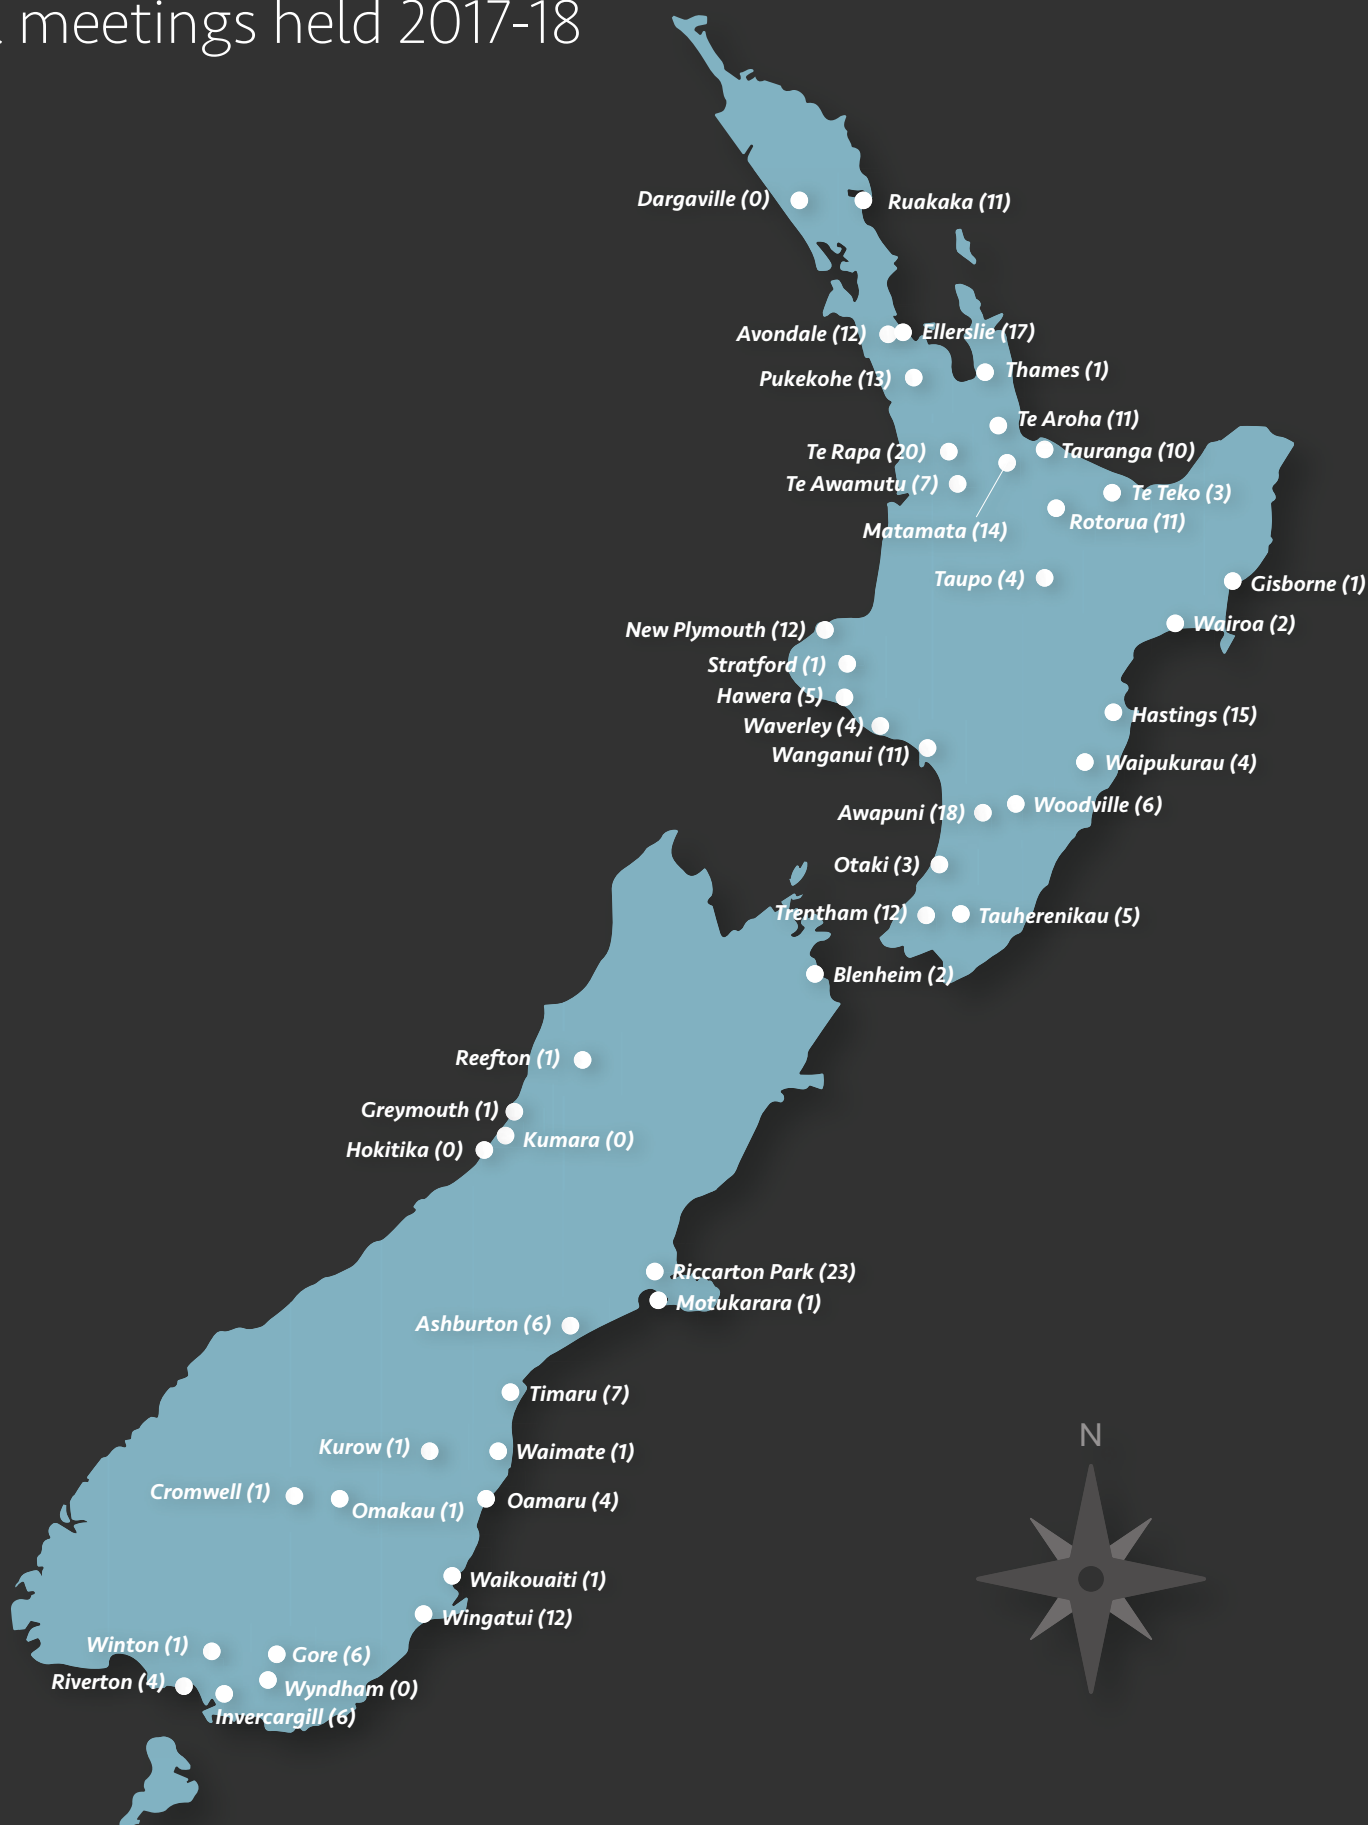 meetings held 2017-18
Dargaville (0)
Ruakaka (11)
Avondale (12)
Ellerslie (17)
Pukekohe (13)
Thames (1)
Te Aroha (11)
Te Rapa (20)
Tauranga (10)
Te Awamutu (7)
Te Teko (3)
Matamata (14)
Rotorua (11)
Taupo (4)
Gisborne (1)
Wairoa (2)
New Plymouth (12)
Stratford (1)
Hawera (5)
Hastings (15)
Waverley (4)
Wanganui (11)
Waipukurau (4)
Awapuni (18)
Woodville (6)
Otaki (3)
Trentham (12)
Tauherenikau (5)
Blenheim (2)
Reefton (1)
Greymouth (1)
Kumara (0)
Hokitika (0)
Riccarton Park (23)
Motukarara (1)
Ashburton (6)
Timaru (7)
Kurow (1)
Waimate (1)
Cromwell (1)
Omakau (1)
Oamaru (4)
Waikouaiti (1)
Wingatui (12)
Winton (1)
Gore (6)
Riverton (4)
Wyndham (0)
Invercargill (6)
N